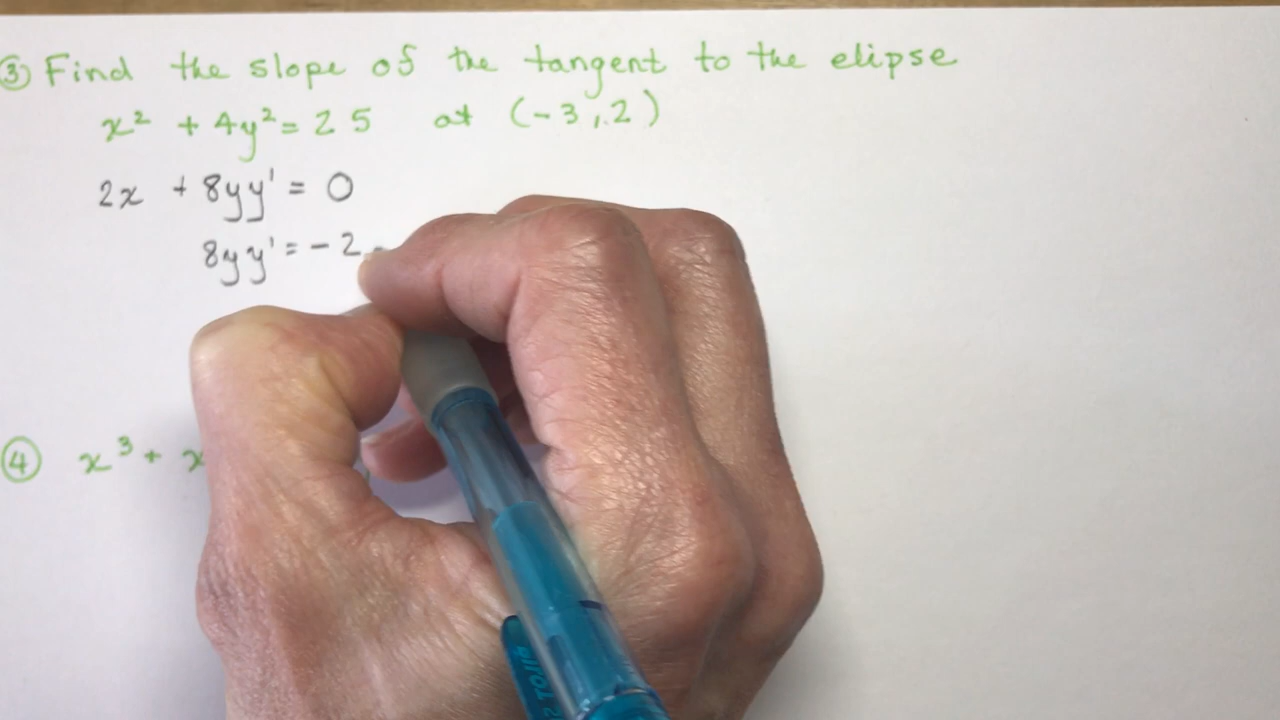 ③ Find the slope of the tangent to the elipse
x² + 4y² = 25 at (-3, 2)
2x + 8yy' = 0
8yy' = -2
④ x³ + x